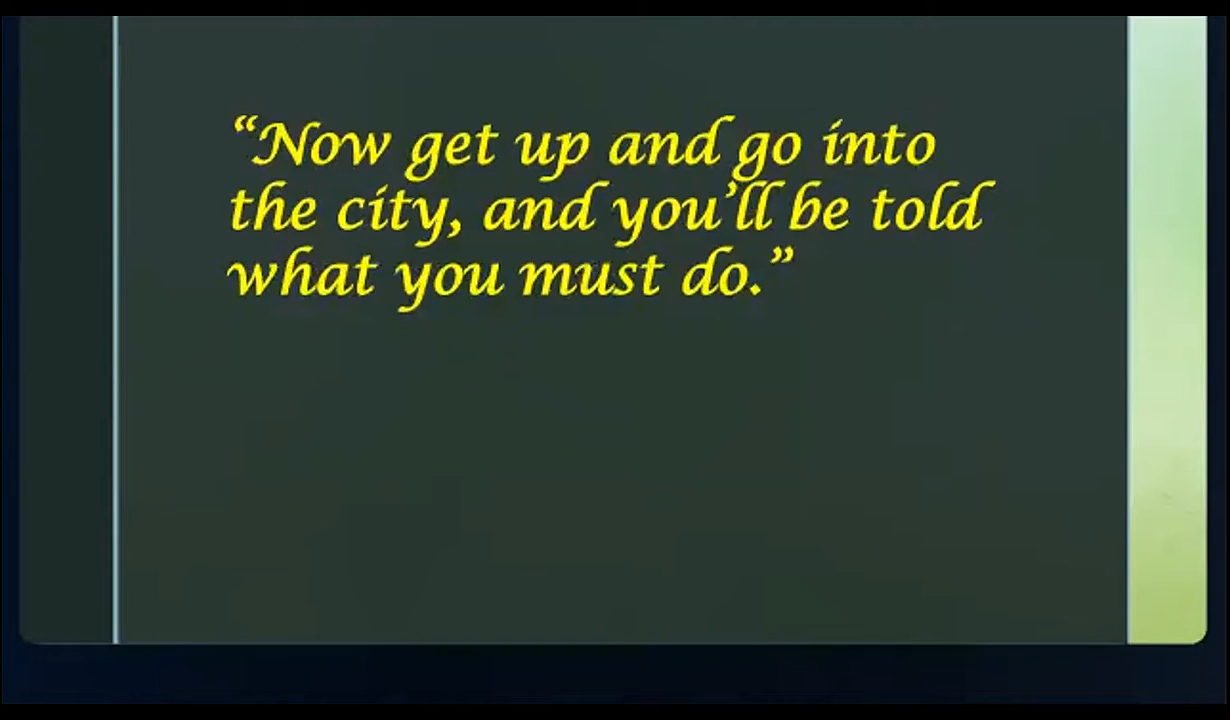 “Now get up and go into
the city, and you’ll be told
what you must do.”